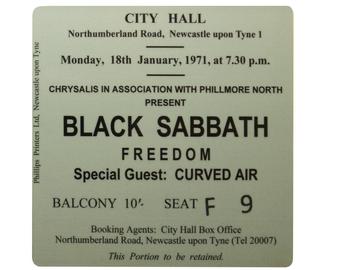 CITY HALL
Northumberland Road, Newcastle upon Tyne 1
Monday, 18th January, 1971, at 7.30 p.m.
CHRYSALIS IN ASSOCIATION WITH PHILLMORE NORTH
PRESENT
BLACK SABBATH
FREEDOM
Special Guest: CURVED AIR
BALCONY 10/- SEAT F 9
Booking Agents: City Hall Box Office
Northumberland Road, Newcastle upon Tyne (Tel 20007)
This Portion to be retained.
Phillips Printers Ltd, Newcastle upon Tyne